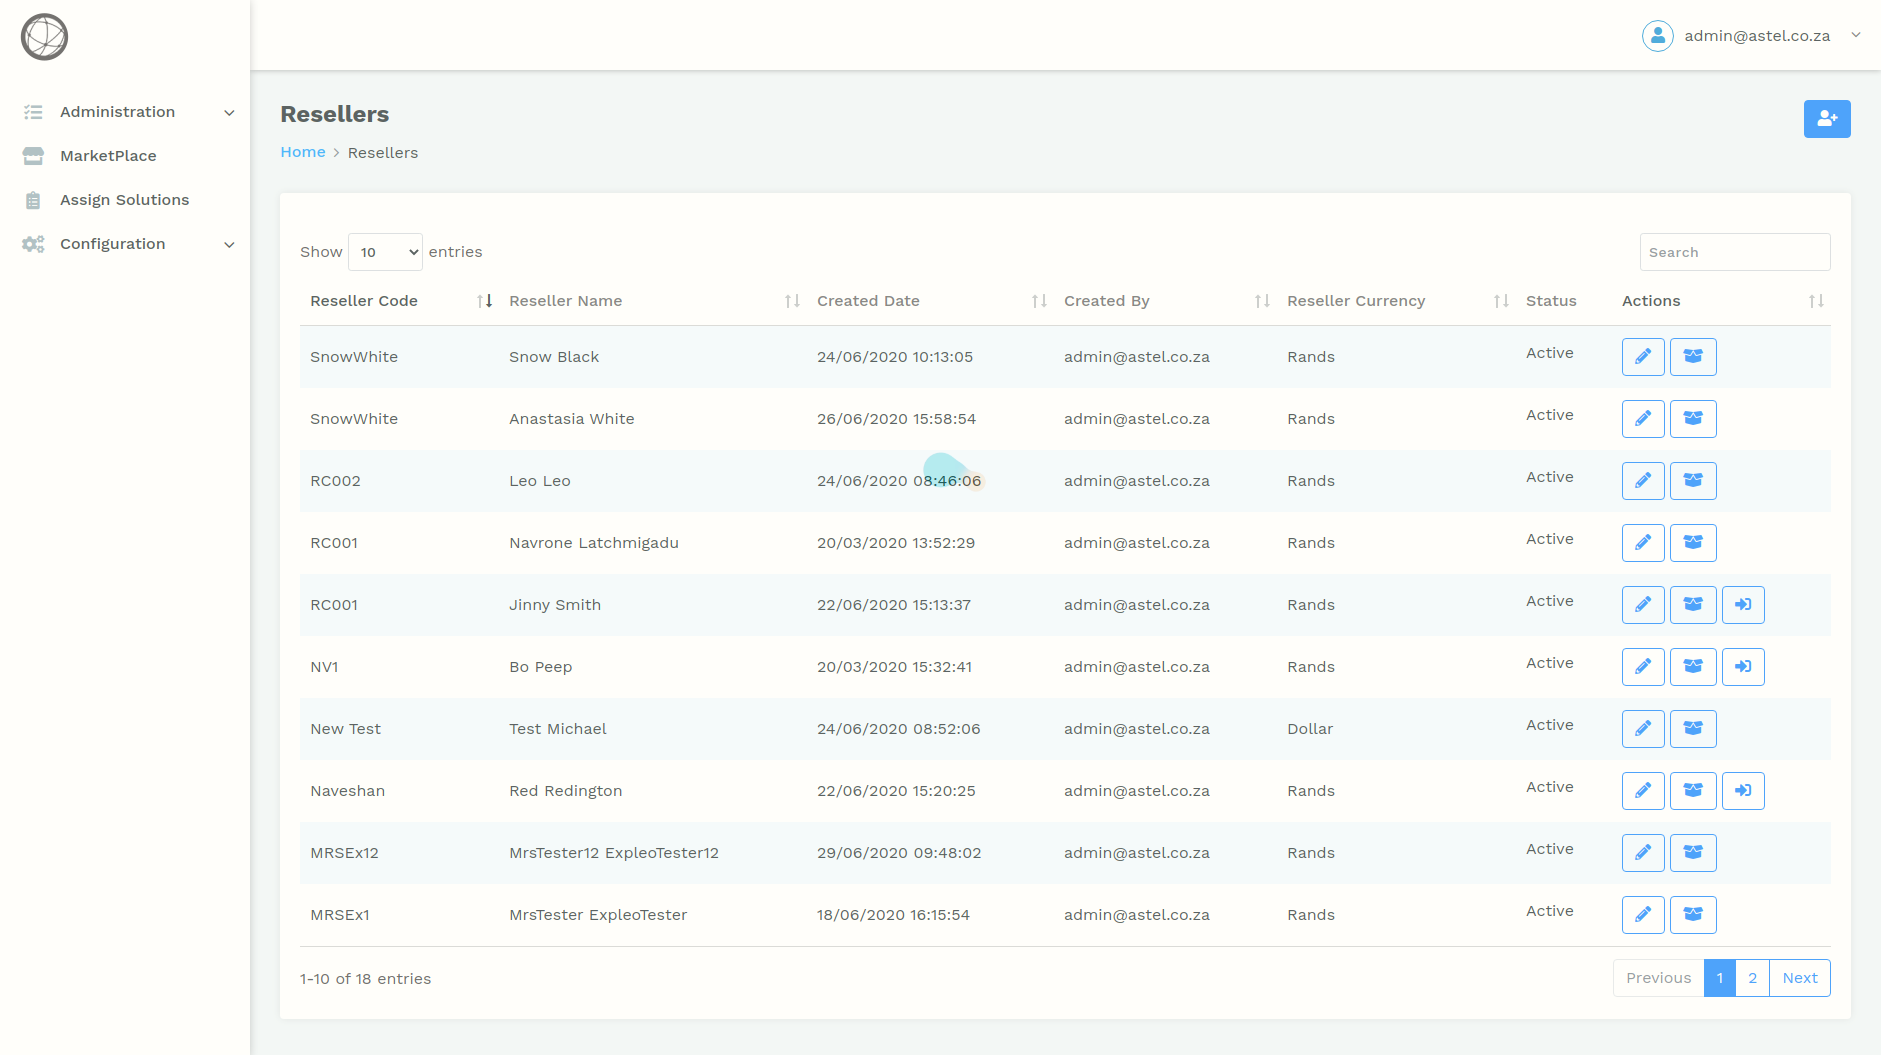 admin@astel.co.za
Administration
MarketPlace
Assign Solutions
Configuration
Resellers
Home > Resellers
Show 10 entries
Search
Reseller Code Reseller Name Created Date Created By Reseller Currency Status Actions
SnowWhite Snow Black 24/06/2020 10:13:05 admin@astel.co.za Rands Active
SnowWhite Anastasia White 26/06/2020 15:58:54 admin@astel.co.za Rands Active
RC002 Leo Leo 24/06/2020 08:46:06 admin@astel.co.za Rands Active
RC001 Navrone Latchmigadu 20/03/2020 13:52:29 admin@astel.co.za Rands Active
RC001 Jinny Smith 22/06/2020 15:13:37 admin@astel.co.za Rands Active
NV1 Bo Peep 20/03/2020 15:32:41 admin@astel.co.za Rands Active
New Test Test Michael 24/06/2020 08:52:06 admin@astel.co.za Dollar Active
Naveshan Red Redington 22/06/2020 15:20:25 admin@astel.co.za Rands Active
MRSEx12 MrsTester12 ExpleoTester12 29/06/2020 09:48:02 admin@astel.co.za Rands Active
MRSEx1 MrsTester ExpleoTester 18/06/2020 16:15:54 admin@astel.co.za Rands Active
1-10 of 18 entries
Previous 1 2 Next